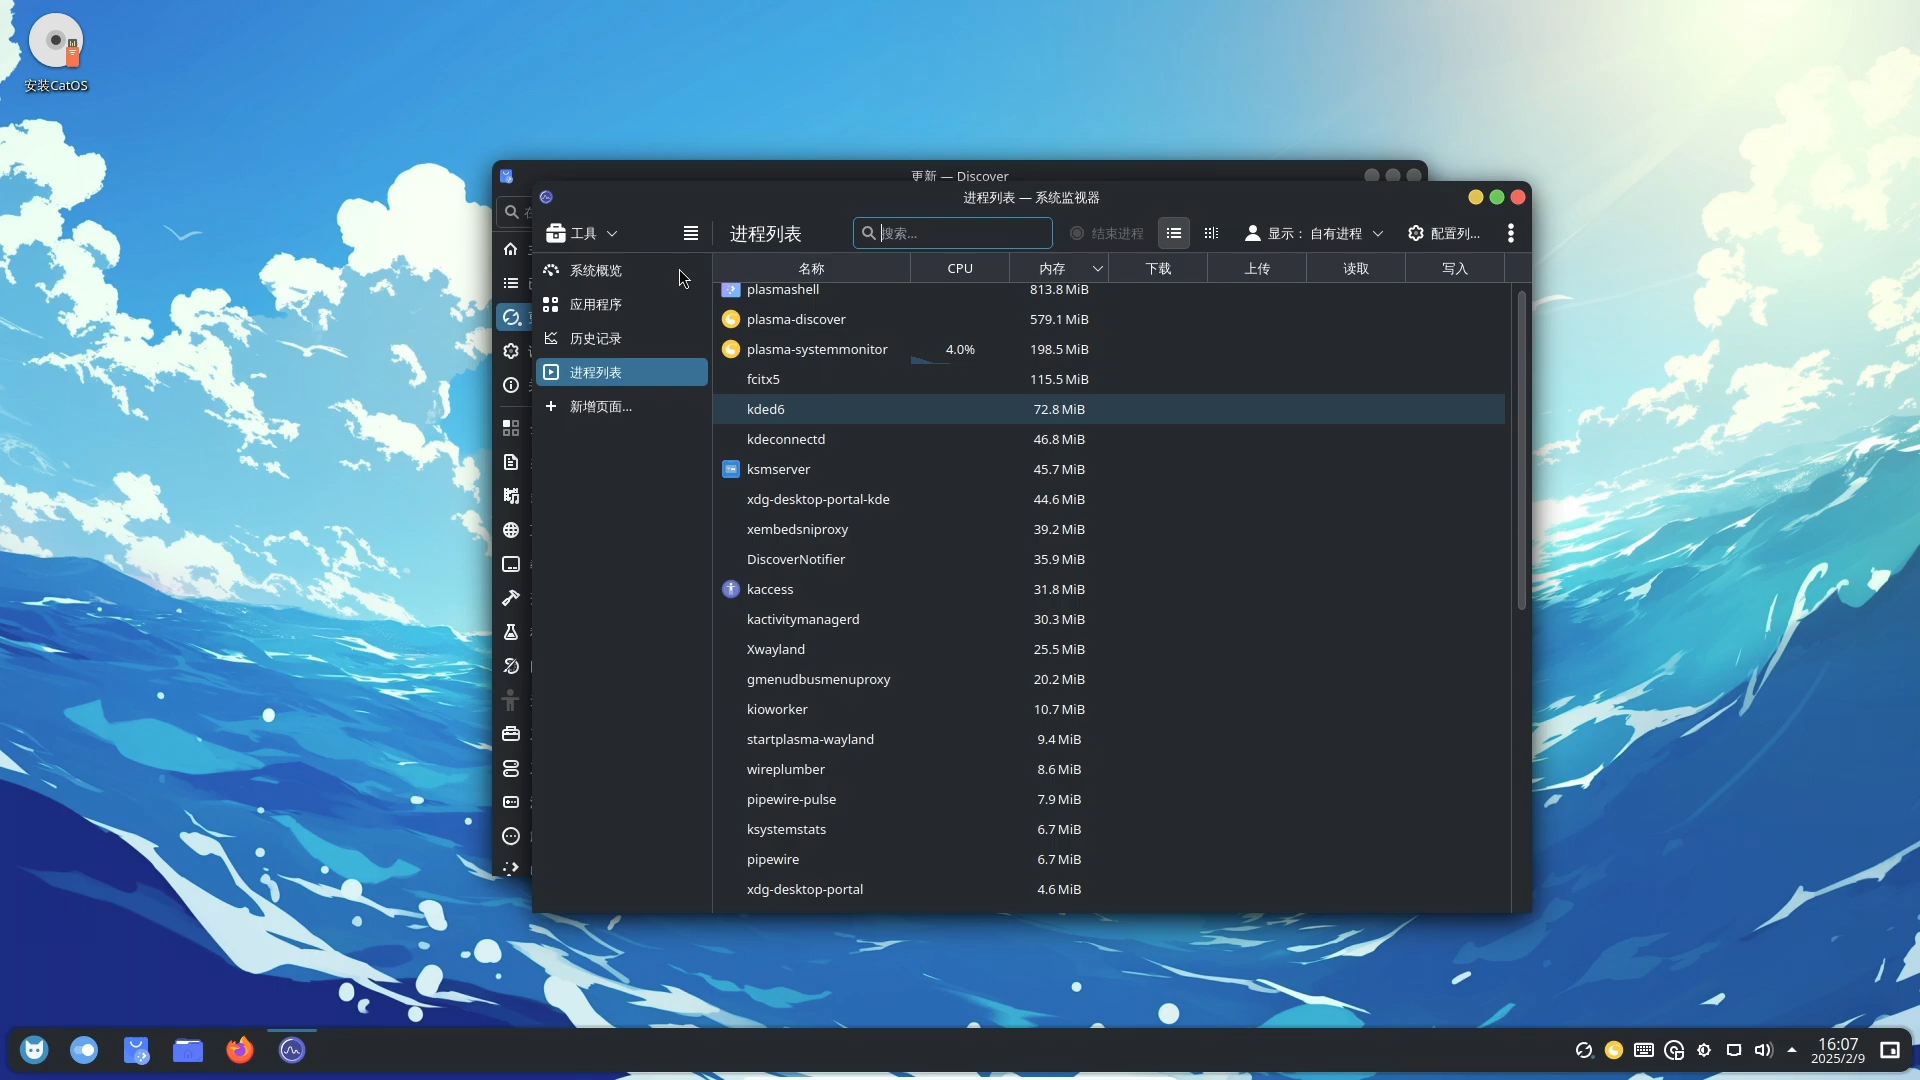 安装CatOS
更新 — Discover
进程列表 — 系统监视器
工具
进程列表
搜索...
结束进程
显示： 自有进程
配置列...
系统概览
应用程序
历史记录
进程列表
新增页面...
名称 CPU 内存 下载 上传 读取 写入
plasmashell 813.8 MiB
plasma-discover 579.1 MiB
plasma-systemmonitor 4.0% 198.5 MiB
fcitx5 115.5 MiB
kded6 72.8 MiB
kdeconnectd 46.8 MiB
ksmserver 45.7 MiB
xdg-desktop-portal-kde 44.6 MiB
xembedsniproxy 39.2 MiB
DiscoverNotifier 35.9 MiB
kaccess 31.8 MiB
kactivitymanagerd 30.3 MiB
Xwayland 25.5 MiB
gmenudbusmenuproxy 20.2 MiB
kioworker 10.7 MiB
startplasma-wayland 9.4 MiB
wireplumber 8.6 MiB
pipewire-pulse 7.9 MiB
ksystemstats 6.7 MiB
pipewire 6.7 MiB
xdg-desktop-portal 4.6 MiB
16:07
2025/2/9